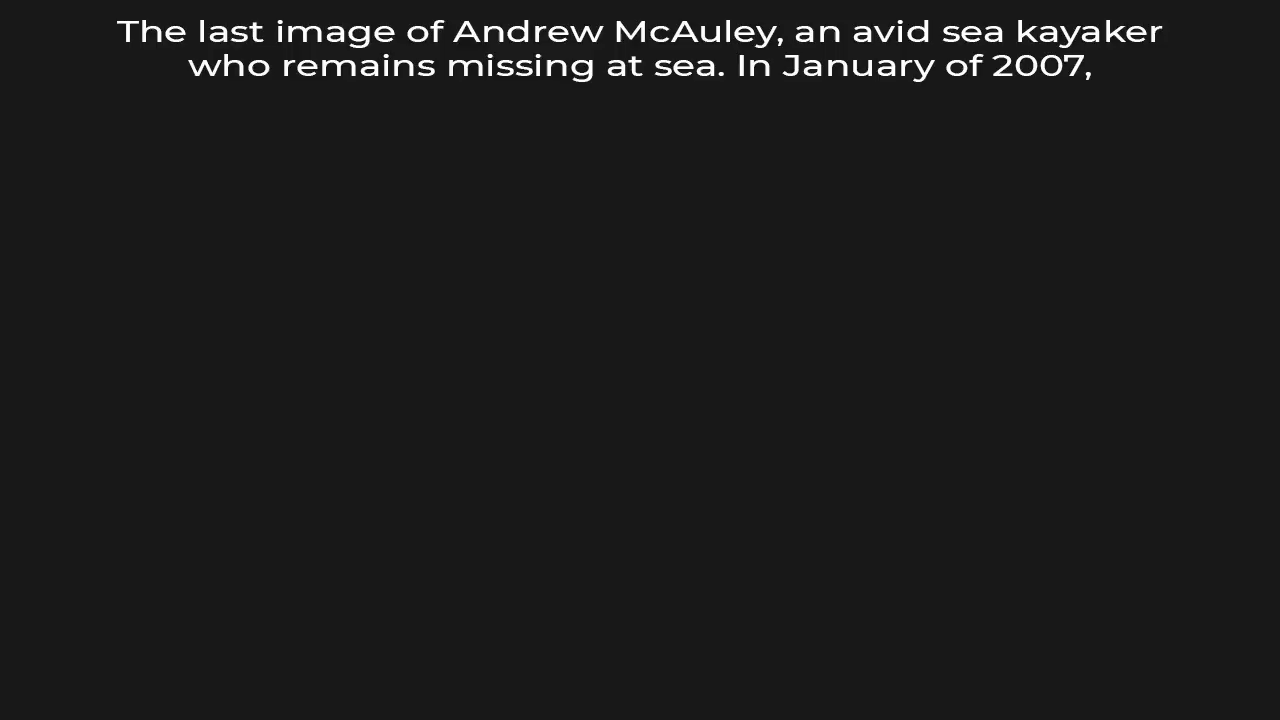 The last image of Andrew McAuley, an avid sea kayaker
who remains missing at sea. In January of 2007,